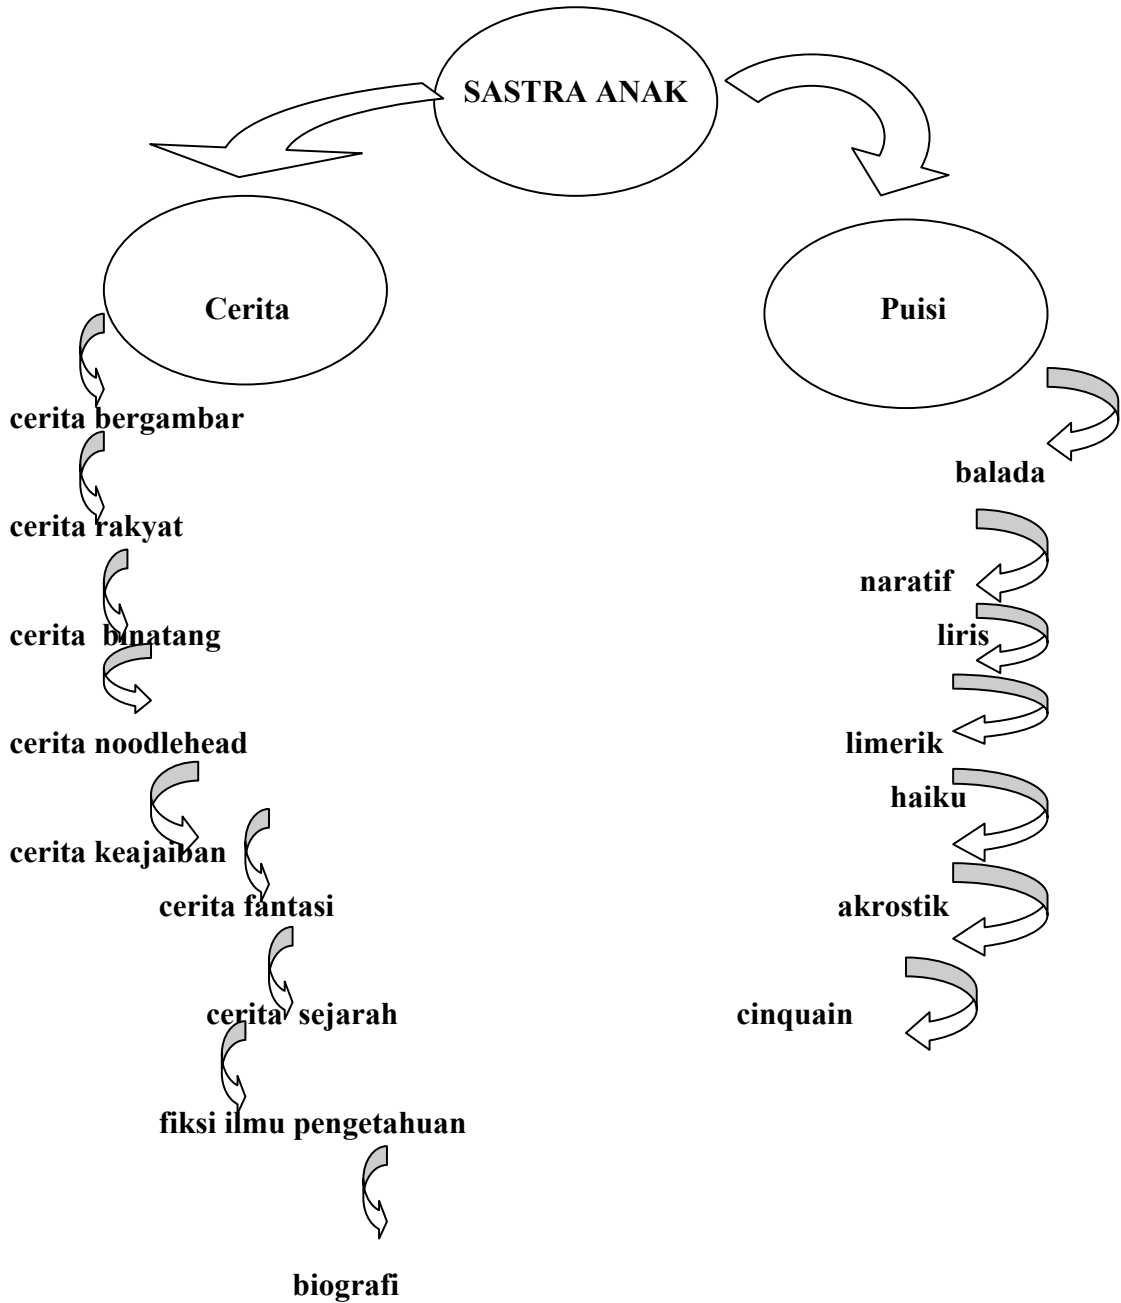 SASTRA ANAK
Cerita
cerita bergambar
cerita rakyat
cerita  binatang
cerita noodlehead
cerita keajaiban
cerita fantasi
cerita  sejarah
fiksi ilmu pengetahuan
biografi
Puisi
balada
naratif
liris
limerik
haiku
akrostik
cinquain